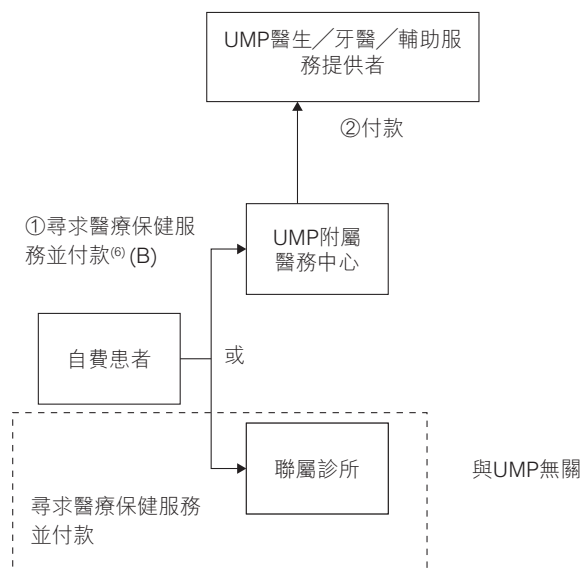 UMP醫生╱牙醫╱輔助服
務提供者
②付款
①尋求醫療保健服
務並付款⁽⁶⁾ (B)
UMP附屬
醫務中心
自費患者
或
聯屬診所
與UMP無關
尋求醫療保健服務
並付款